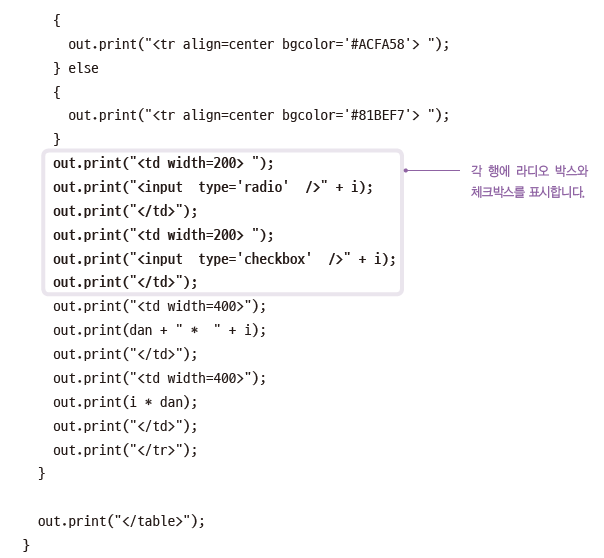 {
out.print("<tr align=center bgcolor='#ACFA58'> ");
} else
{
out.print("<tr align=center bgcolor='#81BEF7'> ");
}
out.print("<td width=200> ");
out.print("<input  type='radio'  />" + i);
out.print("</td>");
out.print("<td width=200> ");
out.print("<input  type='checkbox'  />" + i);
out.print("</td>");
각 행에 라디오 박스와
체크박스를 표시합니다.
out.print("<td width=400>");
out.print(dan + " *  " + i);
out.print("</td>");
out.print("<td width=400>");
out.print(i * dan);
out.print("</td>");
out.print("</tr>");
}
out.print("</table>");
}